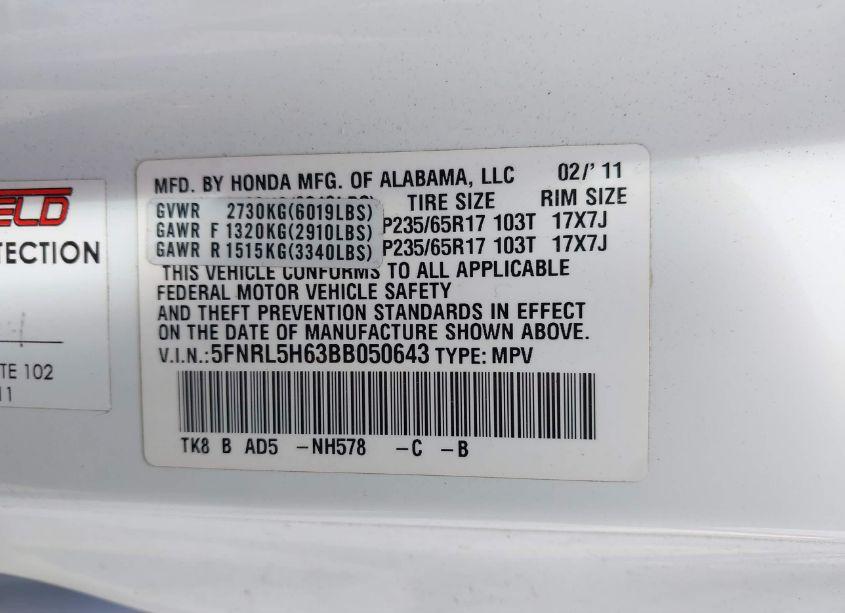 ELD
TECTION
TE 102
11
MFD. BY HONDA MFG. OF ALABAMA, LLC 02/' 11
TIRE SIZE RIM SIZE
GVWR 2730KG(6019LBS)
GAWR F 1320KG(2910LBS) P235/65R17 103T 17X7J
GAWR R 1515KG(3340LBS) P235/65R17 103T 17X7J
THIS VEHICLE CONFORMS TO ALL APPLICABLE
FEDERAL MOTOR VEHICLE SAFETY
AND THEFT PREVENTION STANDARDS IN EFFECT
ON THE DATE OF MANUFACTURE SHOWN ABOVE.
V.I.N.:5FNRL5H63BB050643 TYPE: MPV
TK8 B AD5 -NH578 -C -B